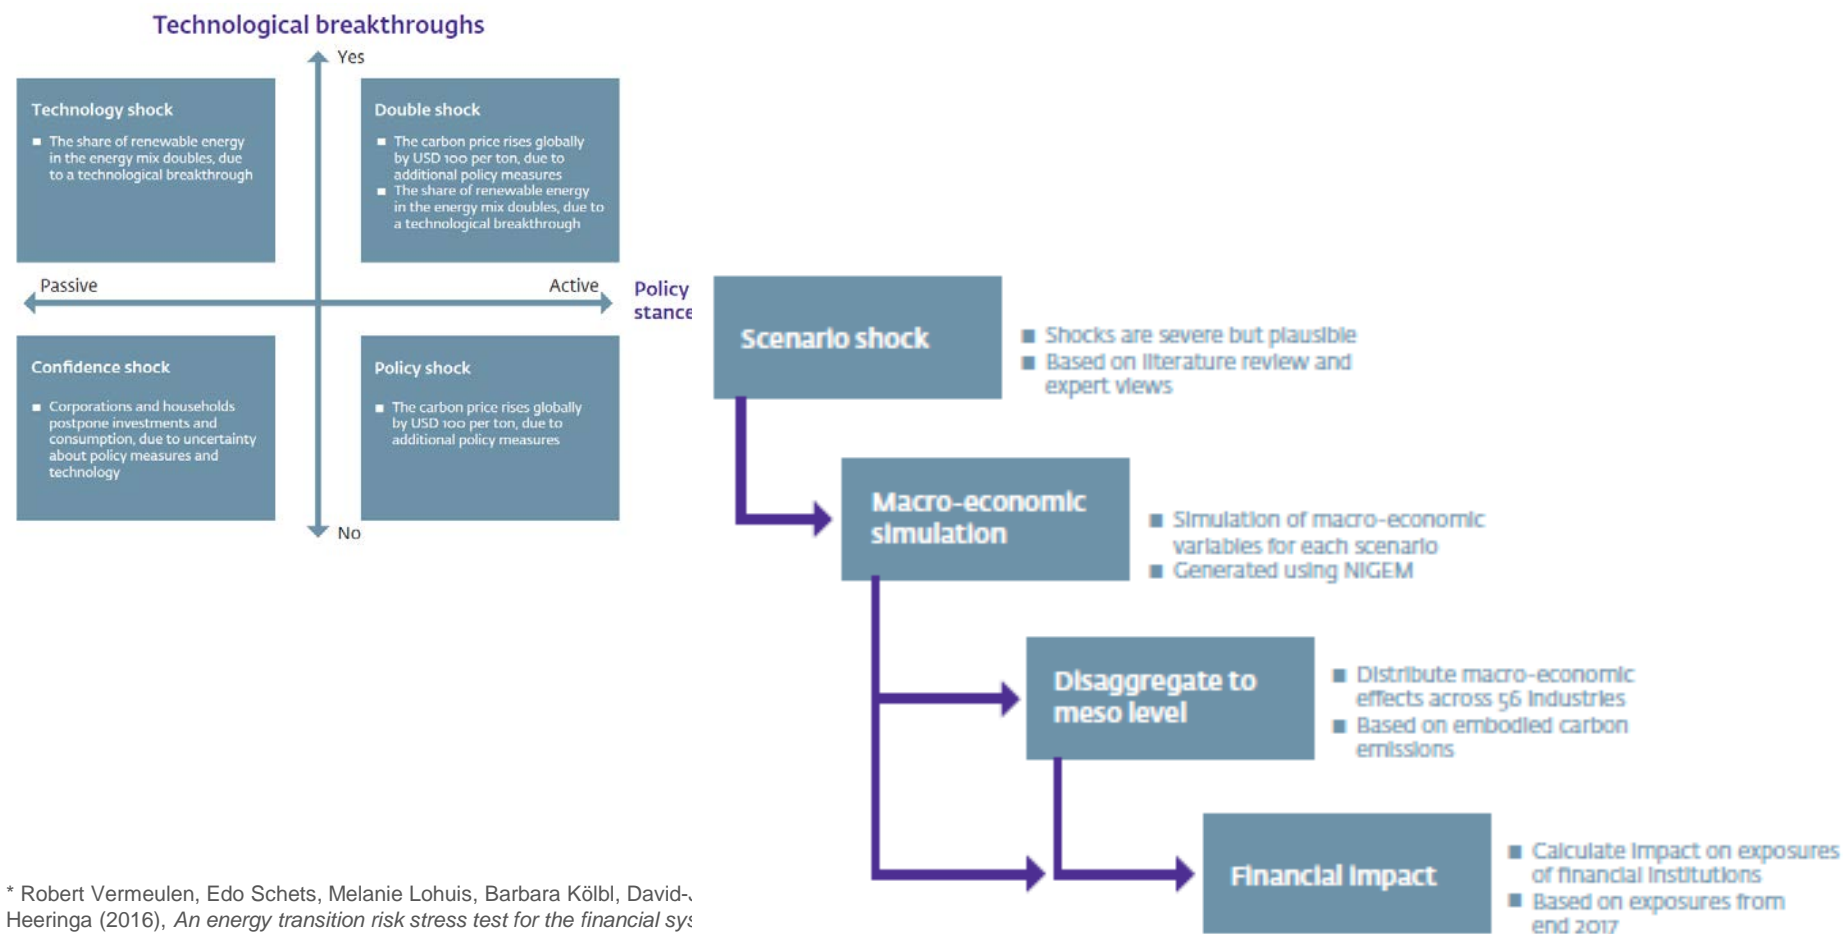 Technological breakthroughs
Yes
Technology shock
■ The share of renewable energy
in the energy mix doubles, due
to a technological breakthrough
Double shock
■ The carbon price rises globally
by USD 100 per ton, due to
additional policy measures
■ The share of renewable energy
in the energy mix doubles, due to
a technological breakthrough
Passive
Active
Policy
stance
Confidence shock
■ Corporations and households
postpone investments and
consumption, due to uncertainty
about policy measures and
technology
Policy shock
■ The carbon price rises globally
by USD 100 per ton, due to
additional policy measures
No
Scenario shock
■ Shocks are severe but plausible
■ Based on literature review and
expert views
Macro-economic
simulation
■ Simulation of macro-economic
variables for each scenario
■ Generated using NIGEM
Disaggregate to
meso level
■ Distribute macro-economic
effects across 56 industries
■ Based on embodied carbon
emissions
Financial impact
■ Calculate impact on exposures
of financial institutions
■ Based on exposures from
end 2017
* Robert Vermeulen, Edo Schets, Melanie Lohuis, Barbara Kölbl, David-
Heeringa (2016), An energy transition risk stress test for the financial